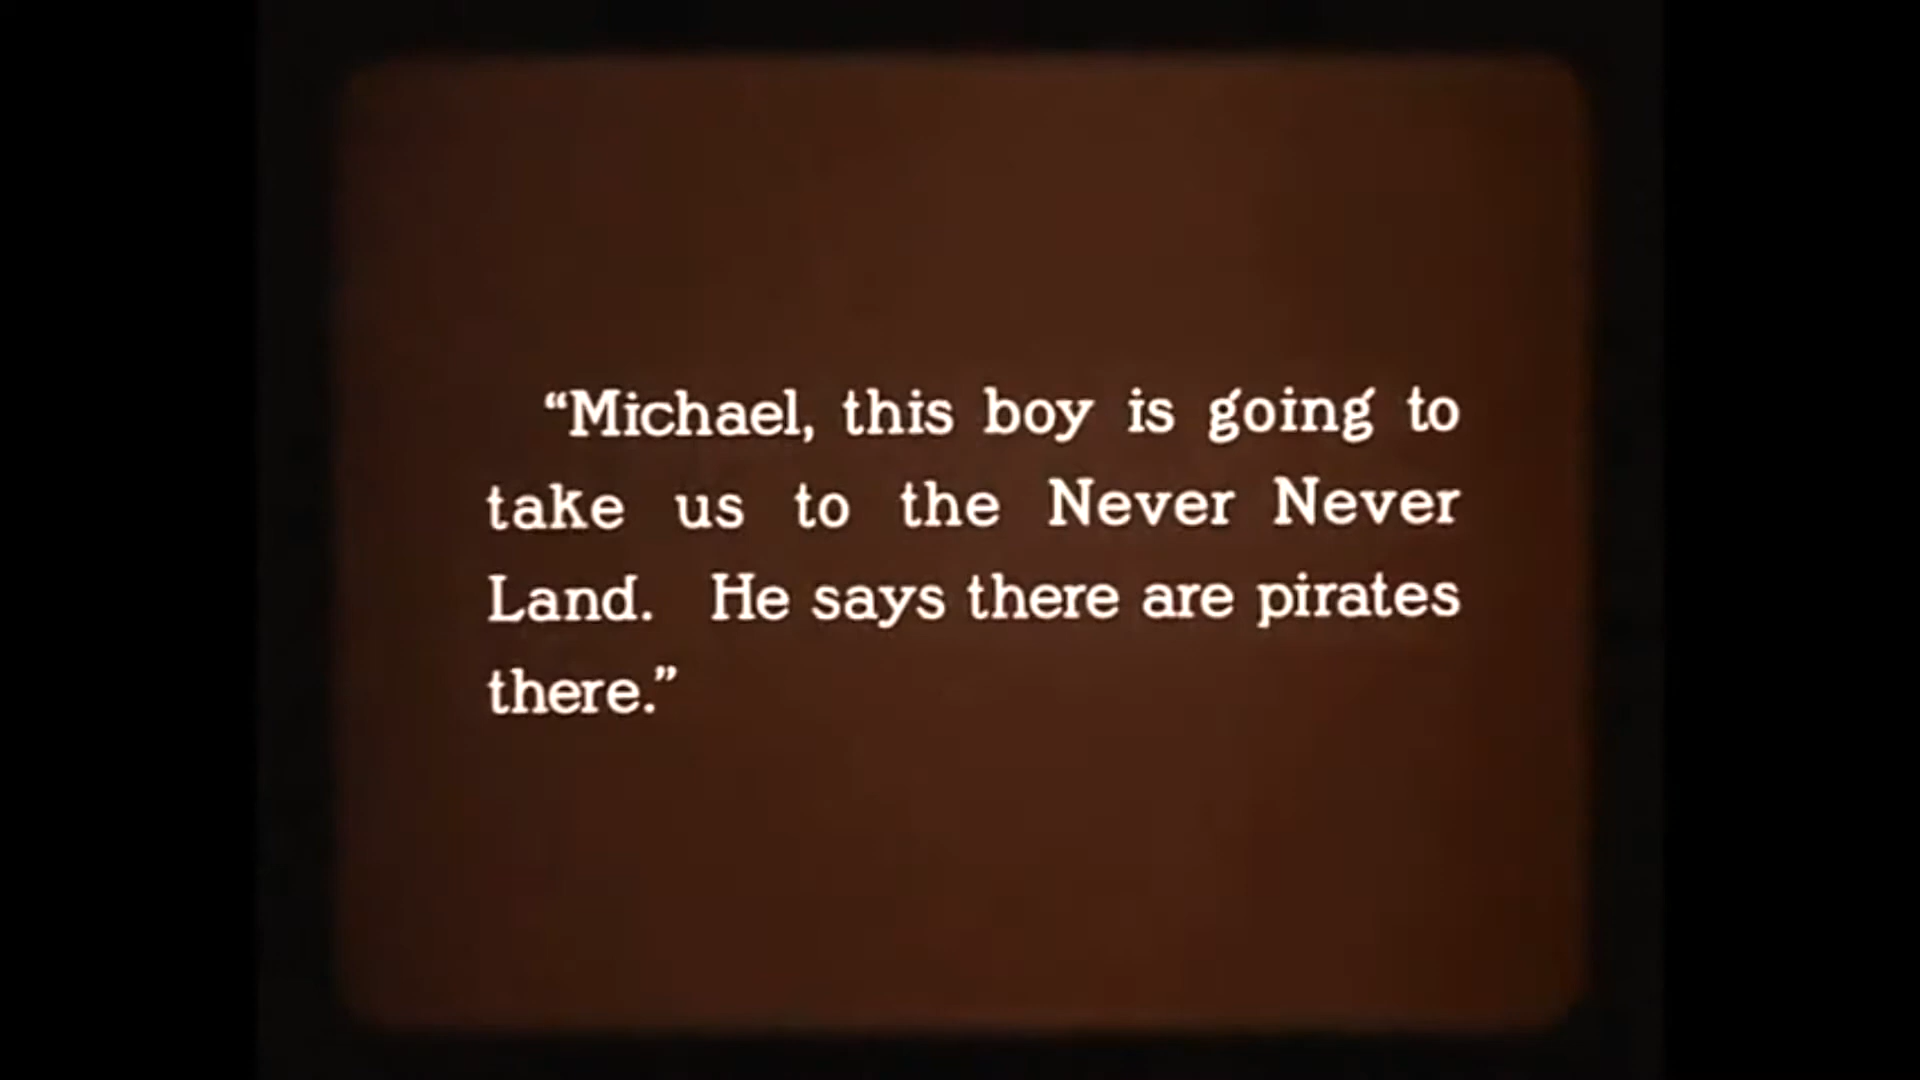 “Michael, this boy is going to
take us to the Never Never
Land. He says there are pirates
there.”